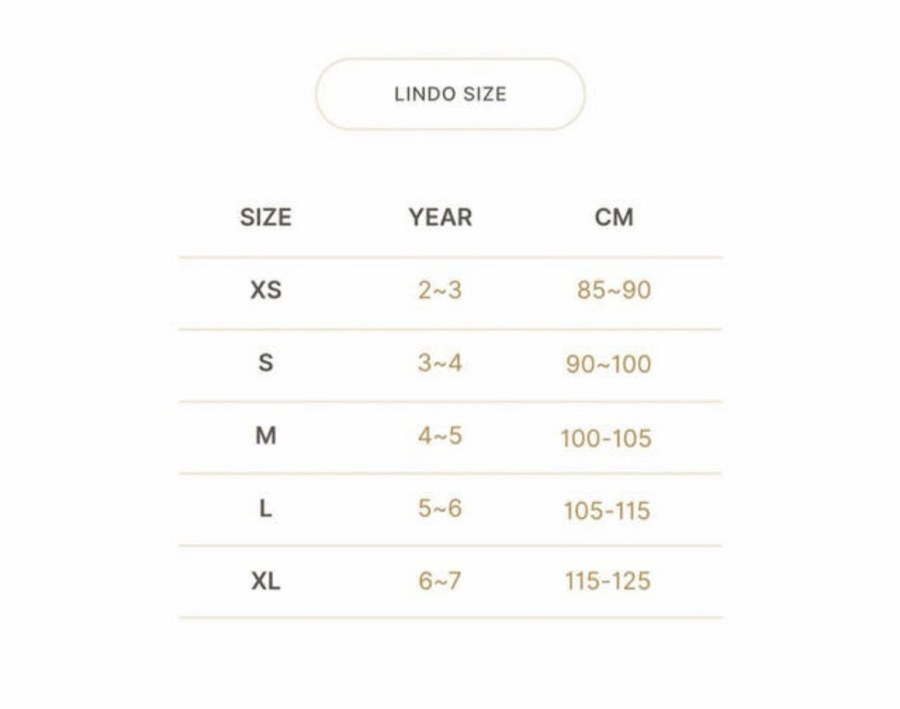 LINDO SIZE
SIZE YEAR CM
XS 2~3 85~90
S 3~4 90~100
M 4~5 100-105
L 5~6 105-115
XL 6~7 115-125